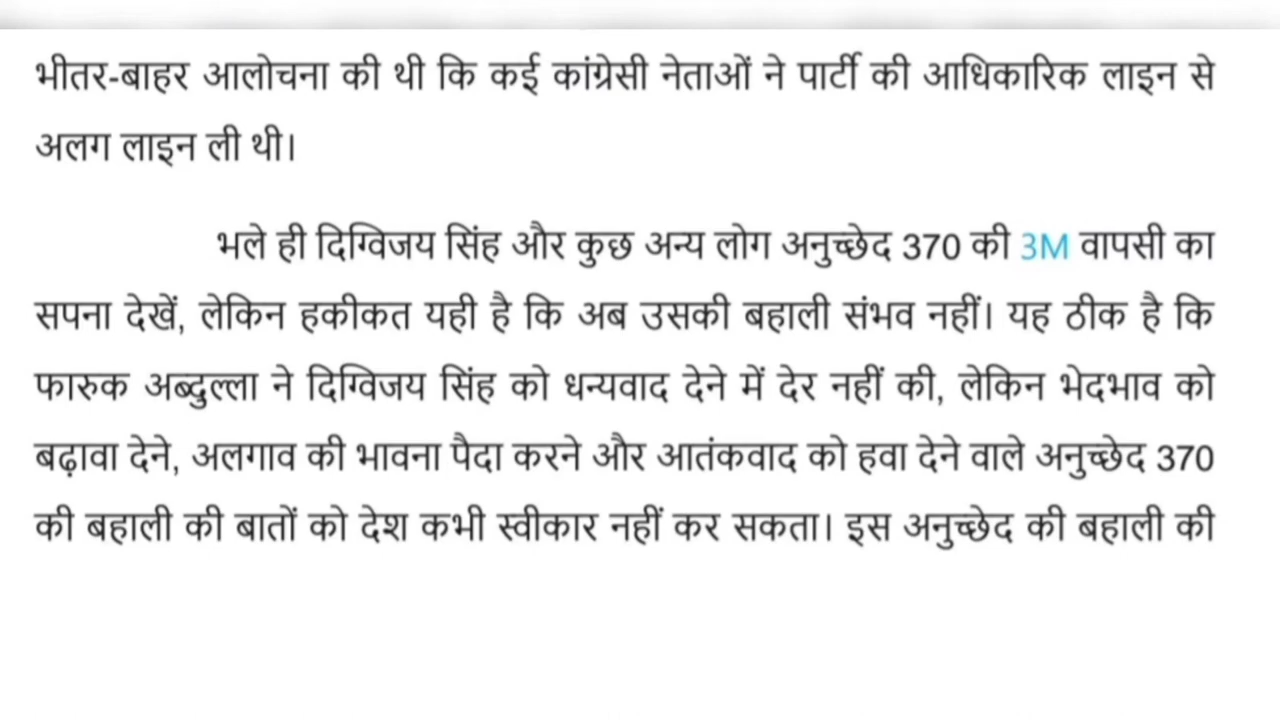 भीतर-बाहर आलोचना की थी कि कई कांग्रेसी नेताओं ने पार्टी की आधिकारिक लाइन से
अलग लाइन ली थी।
भले ही दिग्विजय सिंह और कुछ अन्य लोग अनुच्छेद 370 की 3M वापसी का
सपना देखें, लेकिन हकीकत यही है कि अब उसकी बहाली संभव नहीं। यह ठीक है कि
फारुक अब्दुल्ला ने दिग्विजय सिंह को धन्यवाद देने में देर नहीं की, लेकिन भेदभाव को
बढ़ावा देने, अलगाव की भावना पैदा करने और आतंकवाद को हवा देने वाले अनुच्छेद 370
की बहाली की बातों को देश कभी स्वीकार नहीं कर सकता। इस अनुच्छेद की बहाली की